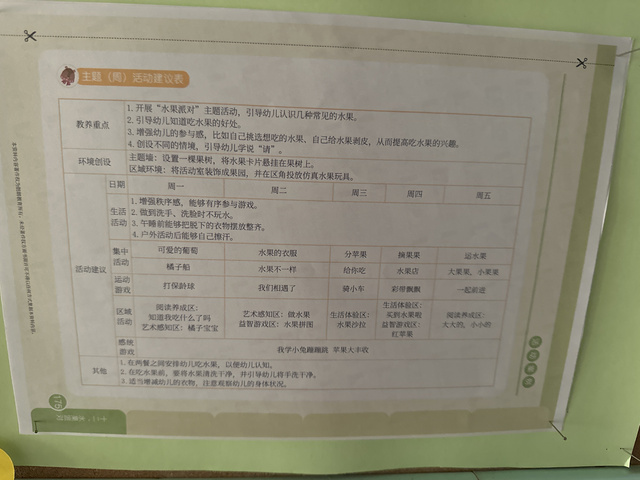 主题（周）活动建议表
教养重点
1. 开展“水果派对”主题活动，引导幼儿认识几种常见的水果。
2. 引导幼儿知道吃水果的好处。
3. 增强幼儿的参与感，比如自己挑选想吃的水果，自己给水果剥皮，从而提高吃水果的兴趣。
4. 创设不同的情境，引导幼儿学说“请”。
环境创设
主题墙：设置一棵果树，将水果卡片悬挂在果树上。
区域环境：将活动室装饰成果园，并在区角投放仿真水果玩具。
活动建议
日期 周一 周二 周三 周四 周五
生活活动
1. 增强秩序感，能够有序参与游戏。
2. 做到洗手、洗脸时不玩水。
3. 午睡前能够把脱下的衣物摆放整齐。
4. 户外活动后能够自己擦汗。
集中活动
可爱的葡萄 水果的衣服 分苹果 摘果果 运水果
橘子船 水果不一样 给你吃 水果店 大果果，小果果
运动游戏
打保龄球 我们相遇了 骑小车 彩带飘飘 一起前进
区域活动
阅读养成区：
知道我吃什么了吗
艺术感知区：橘子宝宝
艺术感知区：做水果
益智游戏区：水果拼图
生活体验区：
水果沙拉
生活体验区：
买到水果啦
益智游戏区：
扛苹果
阅读养成区：
大大的，小小的
感统游戏
我学小兔蹦蹦跳 苹果大丰收
其他
1. 在两餐之间安排幼儿吃水果，以便幼儿认知。
2. 在吃水果前，要将水果清洗干净，并引导幼儿将手洗干净。
3. 适当增减幼儿的衣物，注意观察幼儿的身体状况。